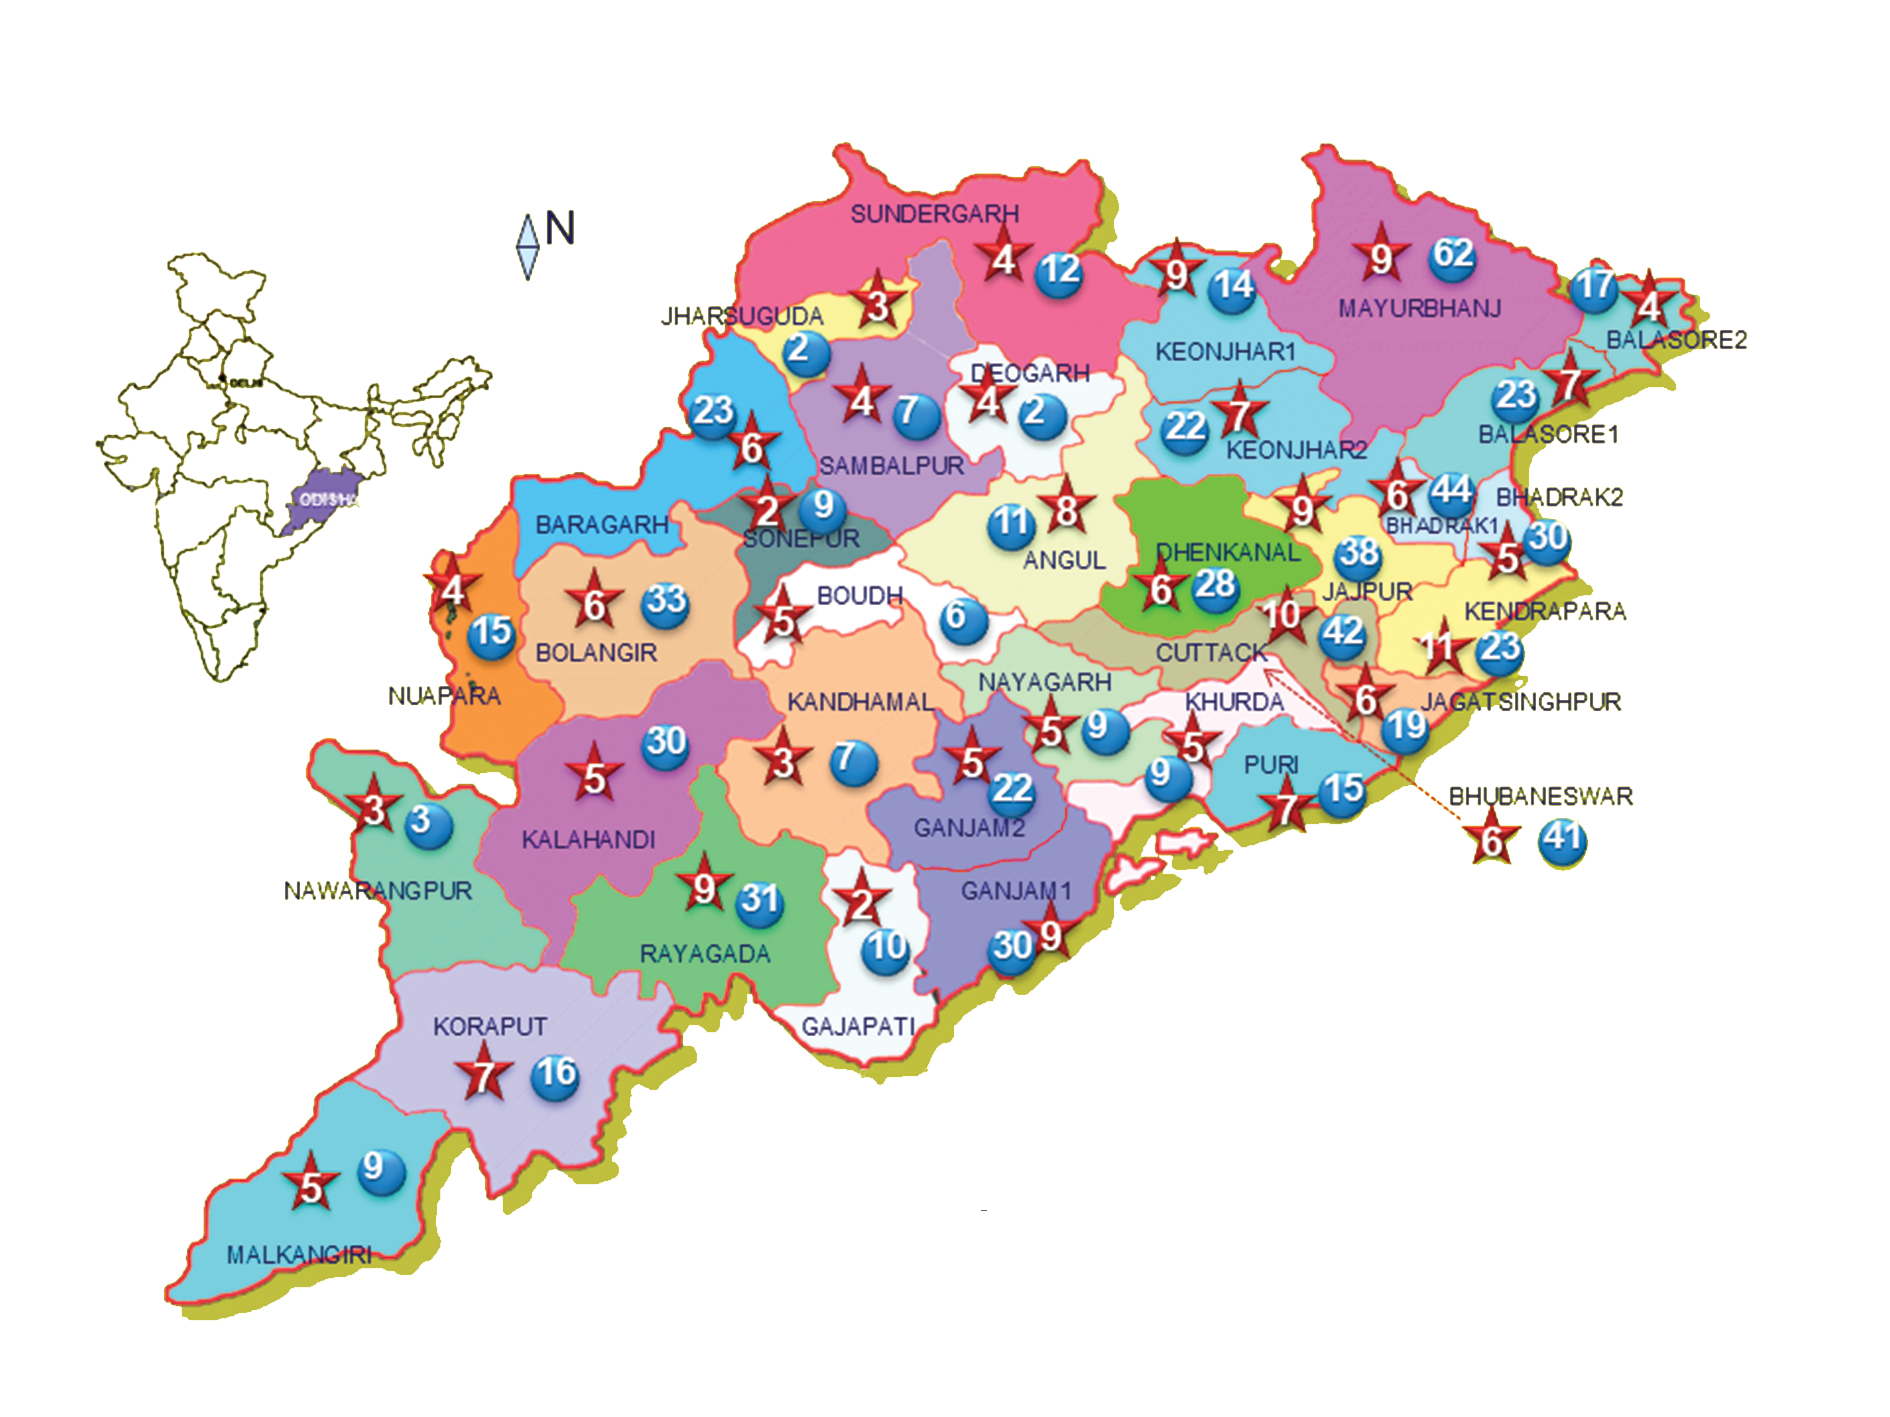 N
DELHI
ODISHA
SUNDERGARH
4
12
3
JHARSUGUDA
2
9
14
KEONJHAR1
9
62
MAYURBHANJ
17
4
BALASORE2
7
23
BALASORE1
23
6
BARAGARH
4
7
SAMBALPUR
DEOGARH
4
2
7
22
KEONJHAR2
2
9
SONEPUR
11
8
ANGUL
9
38
JAJPUR
6
44
BHADRAK1
BHADRAK2
5
30
DHENKANAL
6
28
4
15
NUAPARA
6
33
BOLANGIR
BOUDH
5
6
10
42
CUTTACK
KENDRAPARA
11
23
KANDHAMAL
3
7
NAYAGARH
5
9
KHURDA
5
9
6
JAGATSINGHPUR
19
PURI
7
15
BHUBANESWAR
6
41
30
5
KALAHANDI
5
22
GANJAM2
3
3
NAWARANGPUR
9
31
RAYAGADA
2
10
GAJAPATI
GANJAM1
30
9
KORAPUT
7
16
5
9
MALKANGIRI